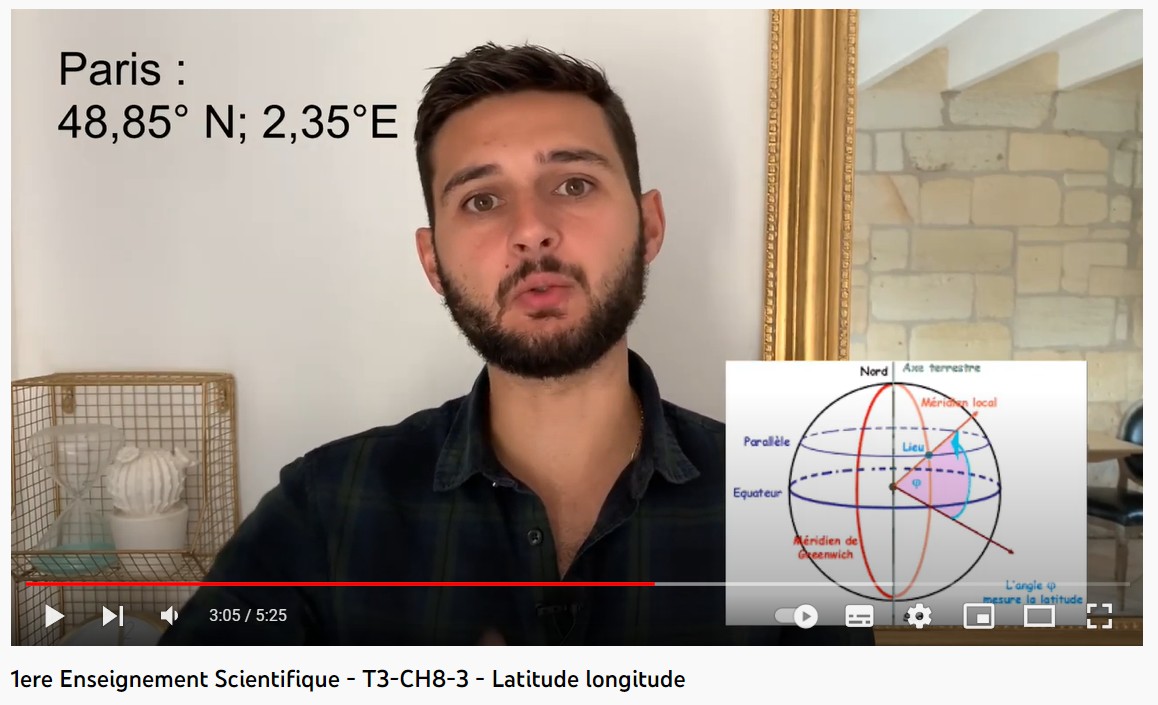 Paris :
48,85° N; 2,35°E
Nord
Axe terrestre
Méridien local
Parallèle
Lieu
φ
Equateur
Méridien de
Greenwich
L'angle φ
mesure la latitude
3:05 / 5:25
1ere Enseignement Scientifique - T3-CH8-3 - Latitude longitude